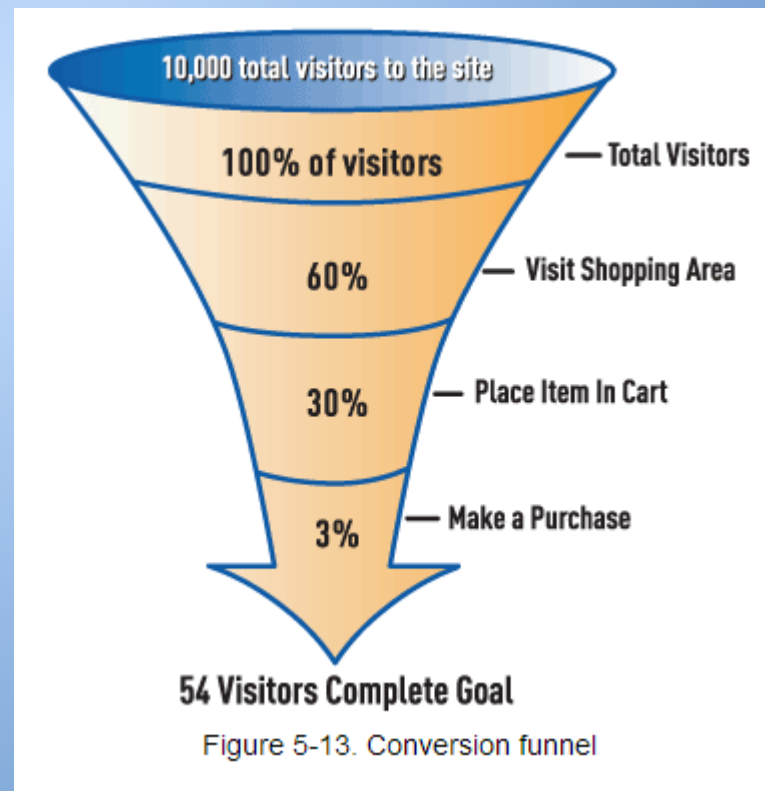 10,000 total visitors to the site
100% of visitors
Total Visitors
60%
Visit Shopping Area
30%
Place Item In Cart
3%
Make a Purchase
54 Visitors Complete Goal
Figure 5-13. Conversion funnel